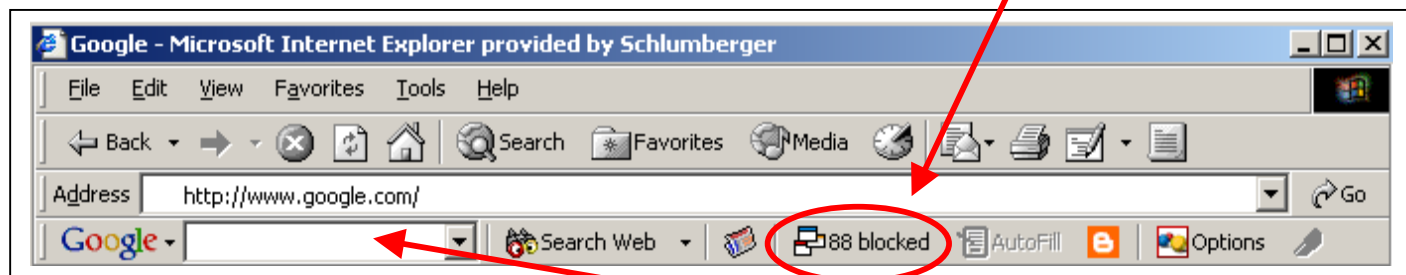 Google - Microsoft Internet Explorer provided by Schlumberger
File Edit View Favorites Tools Help
Back Search Favorites Media
Address http://www.google.com/ Go
Google Search Web 88 blocked AutoFill Options